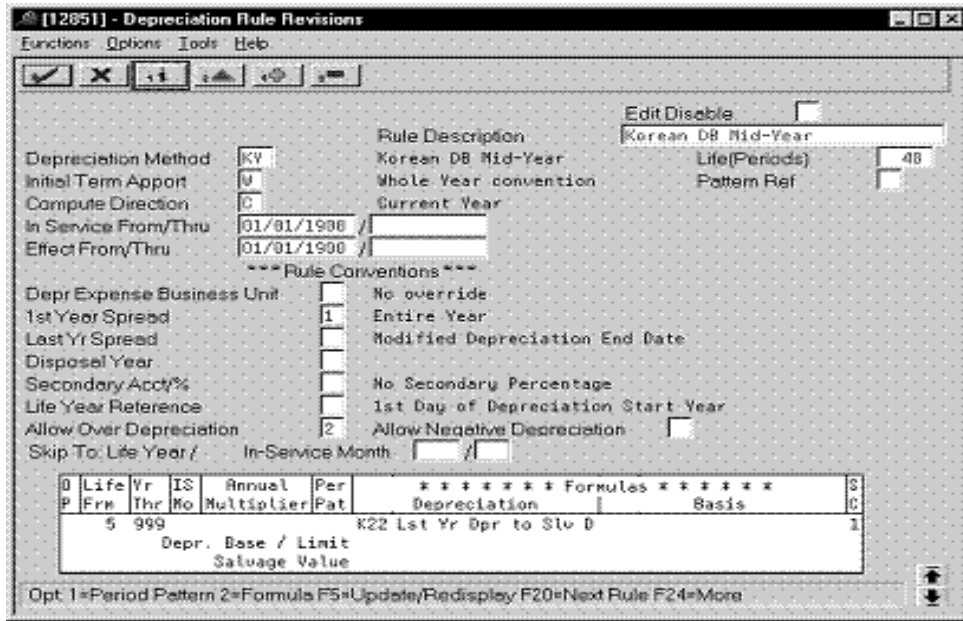 [12851] - Depreciation Rule Revisions
Functions Options Tools Help
Edit Disable
Rule Description Korean DB Mid-Year
Depreciation Method KY Korean DB Mid-Year Life(Periods) 48
Initial Term Apport W Whole Year convention Pattern Ref
Compute Direction C Current Year
In Service From/Thru 01/01/1900 /
Effect From/Thru 01/01/1900 /
*** Rule Conventions ***
Depr Expense Business Unit No override
1st Year Spread 1 Entire Year
Last Yr Spread Modified Depreciation End Date
Disposal Year
Secondary Acct/% No Secondary Percentage
Life Year Reference 1st Day of Depreciation Start Year
Allow Over Depreciation 2 Allow Negative Depreciation
Skip To: Life Year / In-Service Month /
O Life Yr IS Annual Per * * * * * * * Formulas * * * * * * S
P Frm Thr Mo Multiplier Pat Depreciation Basis C
5 999 K22 Lst Yr Dpr to Slv D 1
Depr. Base / Limit
Salvage Value
Opt: 1=Period Pattern 2=Formula F5=Update/Redisplay F20=Next Rule F24=More